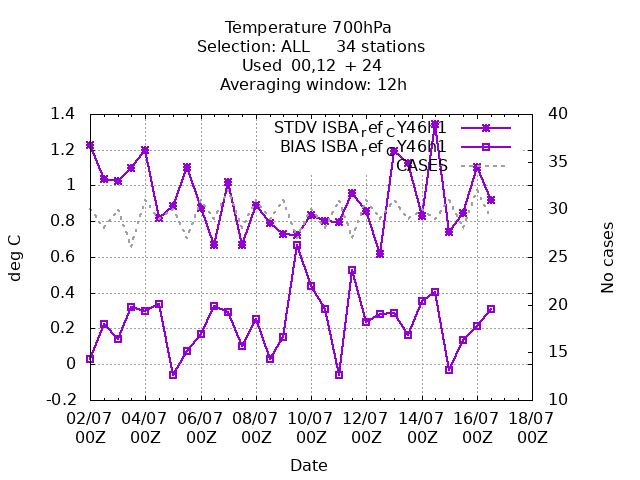 Temperature 700hPa
Selection: ALL 34 stations
Used 00,12 + 24
Averaging window: 12h
STDV ISBA_ref_CY46h1
BIAS ISBA_ref_CY46h1
CASES
1.4
1.2
1
0.8
0.6
0.4
0.2
0
-0.2
deg C
40
35
30
25
20
15
10
No cases
02/07 04/07 06/07 08/07 10/07 12/07 14/07 16/07 18/07
00Z 00Z 00Z 00Z 00Z 00Z 00Z 00Z 00Z
Date